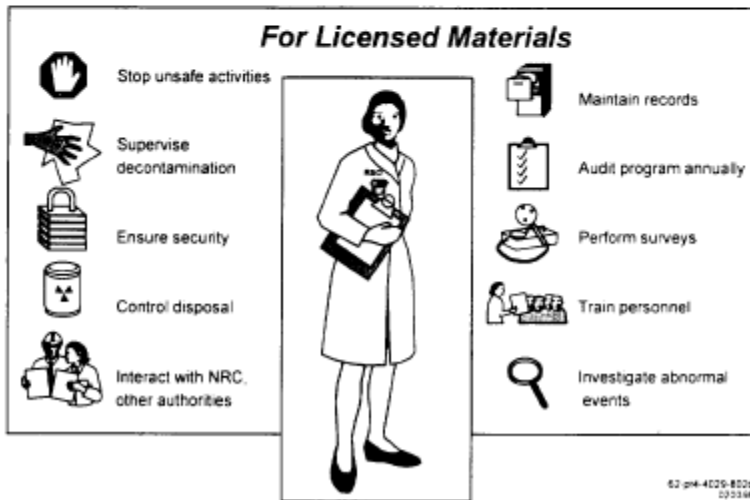 For Licensed Materials
Stop unsafe activities
Supervise
decontamination
Ensure security
Control disposal
Interact with NRC,
other authorities
RSO
Maintain records
Audit program annually
Perform surveys
Train personnel
Investigate abnormal
events